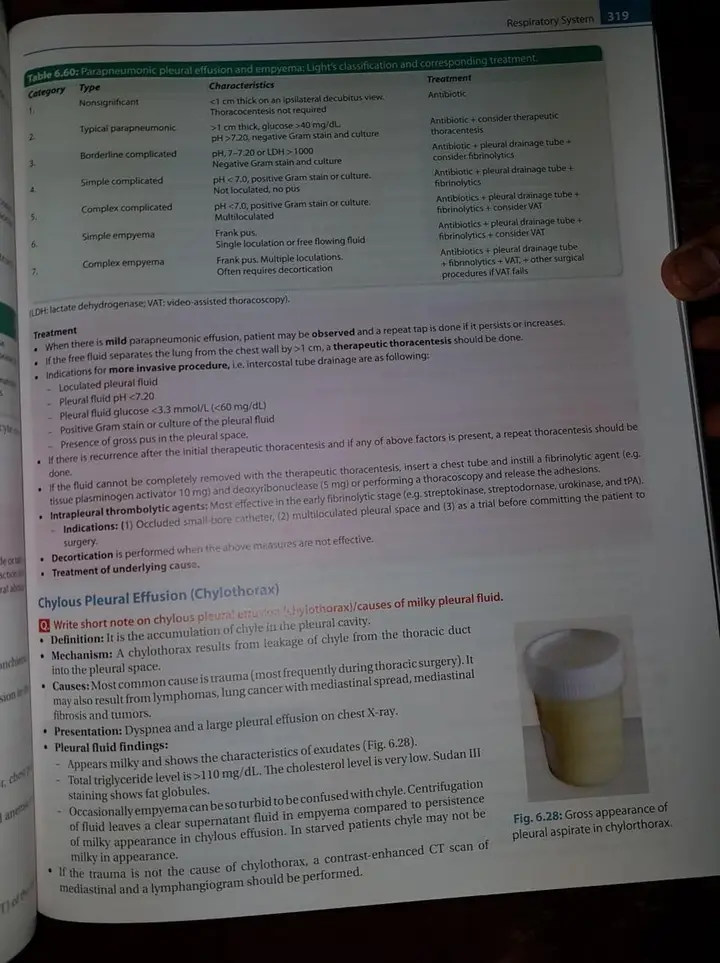 Respiratory System 319
Table 6.60: Parapneumonic pleural effusion and empyema: Light's classification and corresponding treatment.
Category Type Characteristics Treatment
1. Nonsignificant <1 cm thick on an ipsilateral decubitus view. Antibiotic
Thoracocentesis not required
2. Typical parapneumonic >1 cm thick, glucose >40 mg/dL, Antibiotic + consider therapeutic
pH >7.20, negative Gram stain and culture thoracentesis
3. Borderline complicated pH, 7–7.20 or LDH >1000 Antibiotic + pleural drainage tube +
Negative Gram stain and culture consider fibrinolytics
4. Simple complicated pH < 7.0, positive Gram stain or culture. Antibiotic + pleural drainage tube +
Not loculated, no pus fibrinolytics
5. Complex complicated pH <7.0, positive Gram stain or culture. Antibiotics + pleural drainage tube +
Multiloculated fibrinolytics + consider VAT
6. Simple empyema Frank pus. Antibiotics + pleural drainage tube +
Single loculation or free flowing fluid fibrinolytics + consider VAT
7. Complex empyema Frank pus. Multiple loculations. Antibiotics + pleural drainage tube
Often requires decortication + fibrinolytics + VAT, + other surgical
procedures if VAT fails
(LDH: lactate dehydrogenase; VAT: video-assisted thoracoscopy).
Treatment
• When there is mild parapneumonic effusion, patient may be observed and a repeat tap is done if it persists or increases.
• If the free fluid separates the lung from the chest wall by >1 cm, a therapeutic thoracentesis should be done.
• Indications for more invasive procedure, i.e. intercostal tube drainage are as following:
– Loculated pleural fluid
– Pleural fluid pH <7.20
– Pleural fluid glucose <3.3 mmol/L (<60 mg/dL)
– Positive Gram stain or culture of the pleural fluid
– Presence of gross pus in the pleural space.
• If there is recurrence after the initial therapeutic thoracentesis and if any of above factors is present, a repeat thoracentesis should be
done.
• If the fluid cannot be completely removed with the therapeutic thoracentesis, insert a chest tube and instill a fibrinolytic agent (e.g.
tissue plasminogen activator 10 mg) and deoxyribonuclease (5 mg) or performing a thoracoscopy and release the adhesions.
• Intrapleural thrombolytic agents: Most effective in the early fibrinolytic stage (e.g. streptokinase, streptodornase, urokinase, and tPA).
– Indications: (1) Occluded small-bore catheter, (2) multiloculated pleural space and (3) as a trial before committing the patient to
surgery.
• Decortication is performed when the above measures are not effective.
• Treatment of underlying cause.
Chylous Pleural Effusion (Chylothorax)
Q Write short note on chylous pleural effusion (chylothorax)/causes of milky pleural fluid.
• Definition: It is the accumulation of chyle in the pleural cavity.
• Mechanism: A chylothorax results from leakage of chyle from the thoracic duct
into the pleural space.
• Causes: Most common cause is trauma (most frequently during thoracic surgery). It
may also result from lymphomas, lung cancer with mediastinal spread, mediastinal
fibrosis and tumors.
• Presentation: Dyspnea and a large pleural effusion on chest X-ray.
• Pleural fluid findings:
– Appears milky and shows the characteristics of exudates (Fig. 6.28).
– Total triglyceride level is >110 mg/dL. The cholesterol level is very low. Sudan III
staining shows fat globules.
– Occasionally empyema can be so turbid to be confused with chyle. Centrifugation
of fluid leaves a clear supernatant fluid in empyema compared to persistence
of milky appearance in chylous effusion. In starved patients chyle may not be
milky in appearance.
• If the trauma is not the cause of chylothorax, a contrast-enhanced CT scan of
mediastinal and a lymphangiogram should be performed.
Fig. 6.28: Gross appearance of
pleural aspirate in chylorthorax.